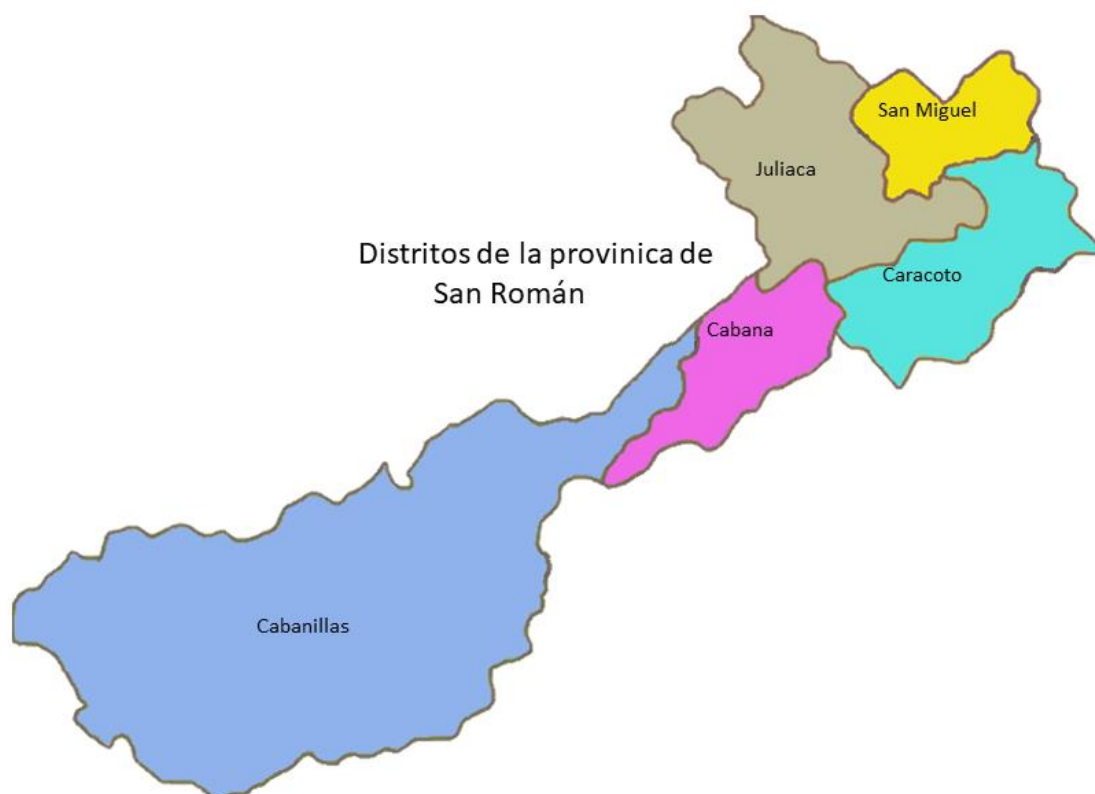 San Miguel
Juliaca
Distritos de la provinica de
San Román
Caracoto
Cabana
Cabanillas